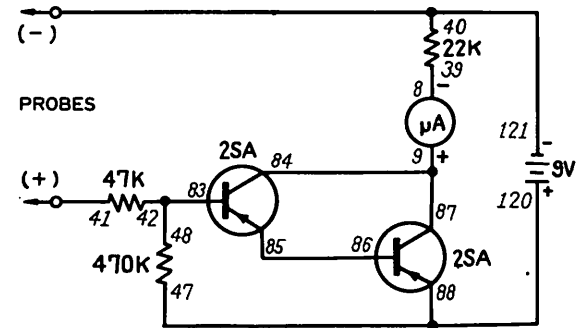 (-)
40
22K
39
8 -
PROBES
μA
121 -
2SA 84
9 +
9V
(+)
47K
83
120 +
41 42
87
48
85 86
2SA
470K
88
47